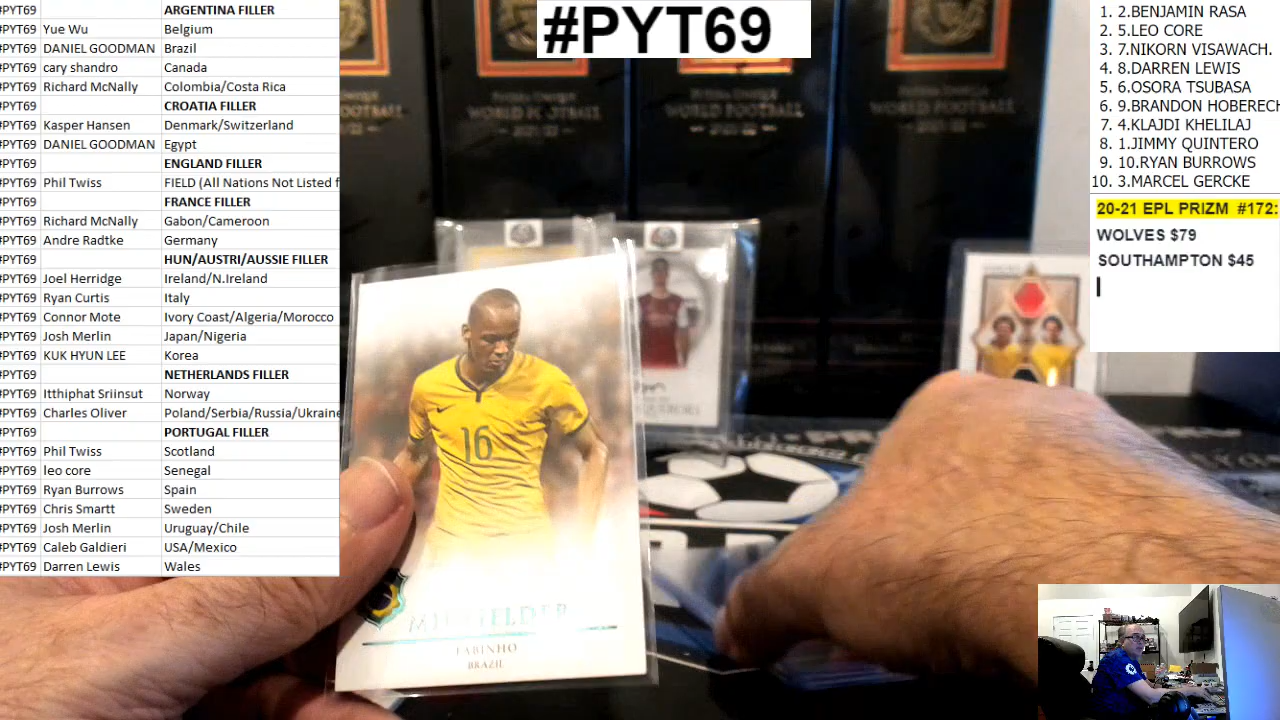 #PYT69
#PYT69 ARGENTINA FILLER
#PYT69 Yue Wu Belgium
#PYT69 DANIEL GOODMAN Brazil
#PYT69 cary shandro Canada
#PYT69 Richard McNally Colombia/Costa Rica
#PYT69 CROATIA FILLER
#PYT69 Kasper Hansen Denmark/Switzerland
#PYT69 DANIEL GOODMAN Egypt
#PYT69 ENGLAND FILLER
#PYT69 Phil Twiss FIELD (All Nations Not Listed f
#PYT69 FRANCE FILLER
#PYT69 Richard McNally Gabon/Cameroon
#PYT69 Andre Radtke Germany
#PYT69 HUN/AUSTRI/AUSSIE FILLER
#PYT69 Joel Herridge Ireland/N.Ireland
#PYT69 Ryan Curtis Italy
#PYT69 Connor Mote Ivory Coast/Algeria/Morocco
#PYT69 Josh Merlin Japan/Nigeria
#PYT69 KUK HYUN LEE Korea
#PYT69 NETHERLANDS FILLER
#PYT69 Itthiphat Sriinsut Norway
#PYT69 Charles Oliver Poland/Serbia/Russia/Ukraine
#PYT69 PORTUGAL FILLER
#PYT69 Phil Twiss Scotland
#PYT69 leo core Senegal
#PYT69 Ryan Burrows Spain
#PYT69 Chris Smartt Sweden
#PYT69 Josh Merlin Uruguay/Chile
#PYT69 Caleb Galdieri USA/Mexico
#PYT69 Darren Lewis Wales
WORLD FOOTBALL
WORLD FOOTBALL
WORLD FOOTBALL
16
MIDFIELDER
FABINHO
BRAZIL
1. 2.BENJAMIN RASA
2. 5.LEO CORE
3. 7.NIKORN VISAWACH.
4. 8.DARREN LEWIS
5. 6.OSORA TSUBASA
6. 9.BRANDON HOBERECH
7. 4.KLAJDI KHELILAJ
8. 1.JIMMY QUINTERO
9. 10.RYAN BURROWS
10. 3.MARCEL GERCKE
20-21 EPL PRIZM #172:
WOLVES $79
SOUTHAMPTON $45